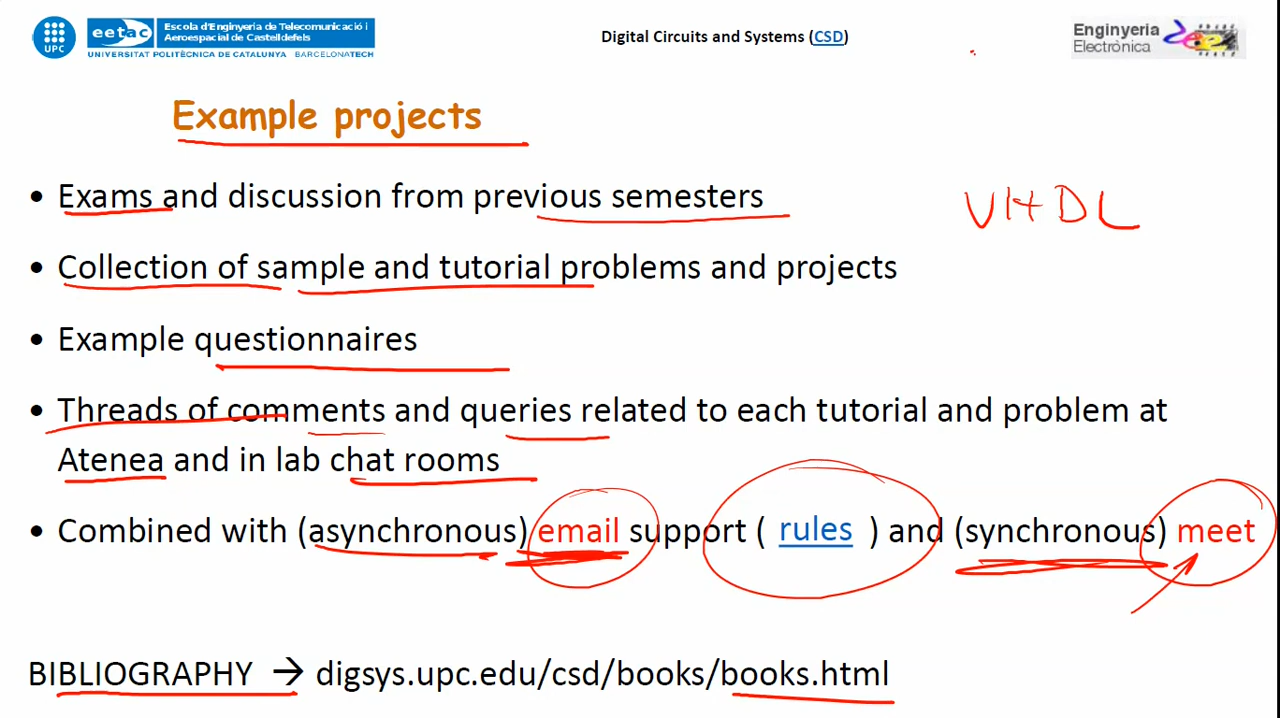 UPC
eetac
Escola d'Enginyeria de Telecomunicació i
Aeroespacial de Castelldefels
UNIVERSITAT POLITÈCNICA DE CATALUNYA BARCELONATECH
Digital Circuits and Systems (CSD)
Enginyeria
Electrònica
Example projects
• Exams and discussion from previous semesters
VHDL
• Collection of sample and tutorial problems and projects
• Example questionnaires
• Threads of comments and queries related to each tutorial and problem at
Atenea and in lab chat rooms
• Combined with (asynchronous) email support ( rules ) and (synchronous) meet
BIBLIOGRAPHY → digsys.upc.edu/csd/books/books.html